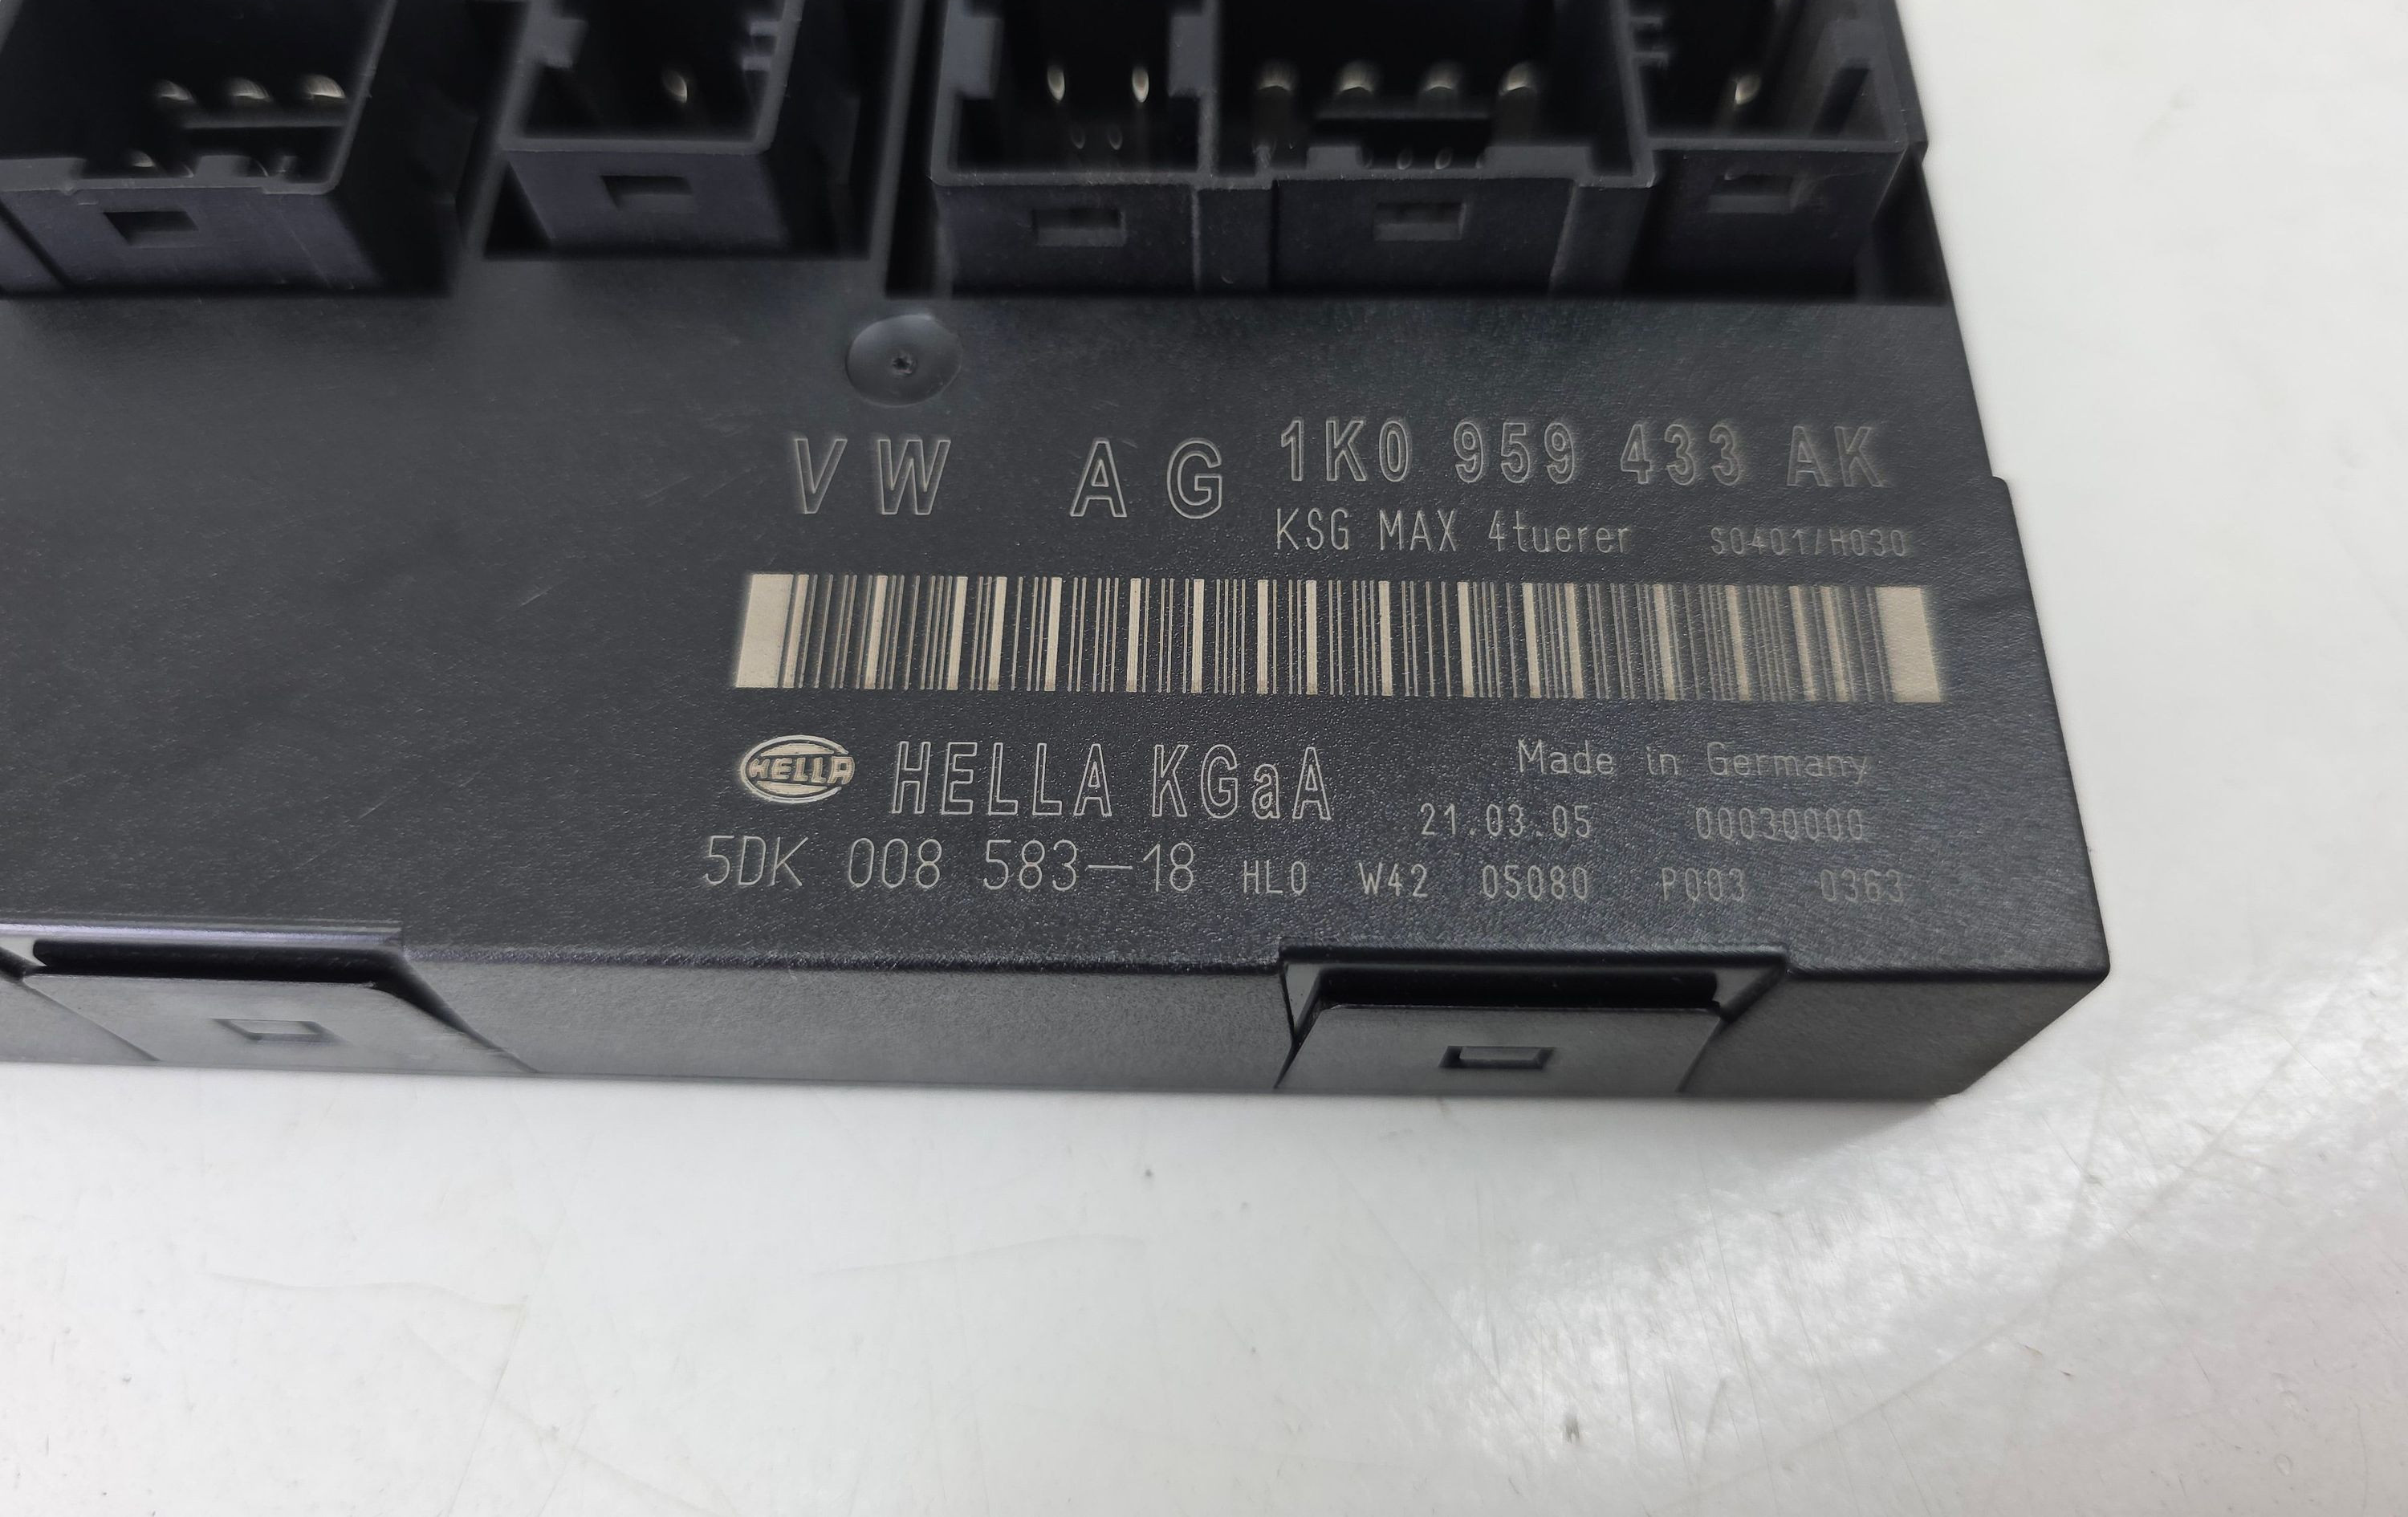 VW AG 1K0 959 433 AK
KSG MAX 4tuerer S0401/H030
HELLA HELLA KGaA Made in Germany
21.03.05 00030000
5DK 008 583-18 HL0 W42 05080 P003 0363